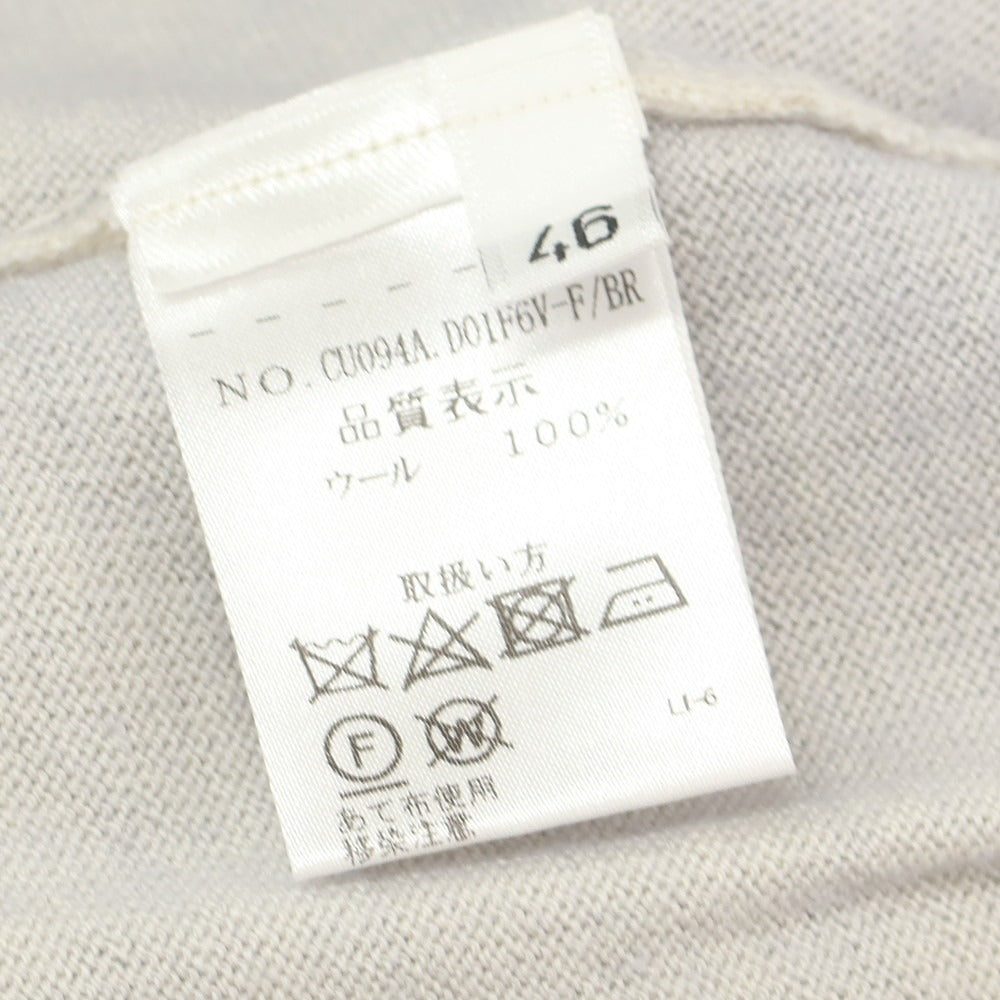 46
NO. CU094A.D01F6V-F/BR
品質表示
ウール 100%
取扱い方
F W
LI-6
あて布使用
移染注意